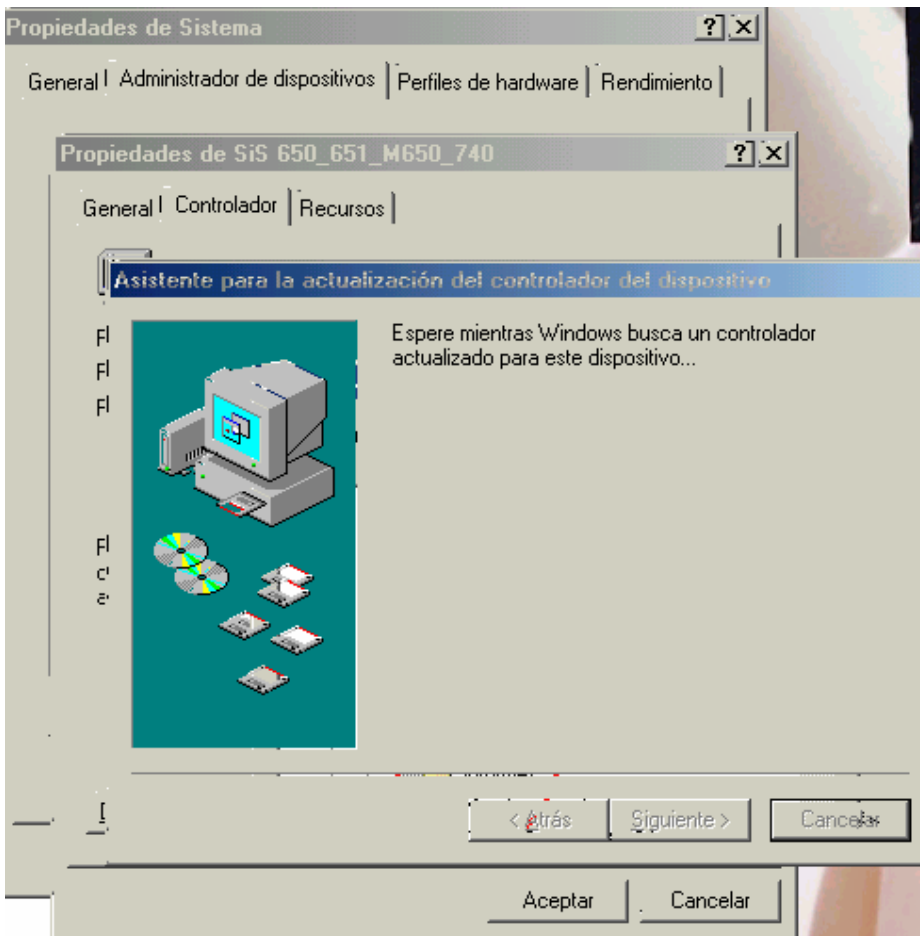 Propiedades de Sistema
General Administrador de dispositivos Perfiles de hardware Rendimiento
Propiedades de SiS 650_651_M650_740
General Controlador Recursos
Asistente para la actualización del controlador del dispositivo
Espere mientras Windows busca un controlador
actualizado para este dispositivo...
< Atrás Siguiente > Cancelar
Aceptar Cancelar